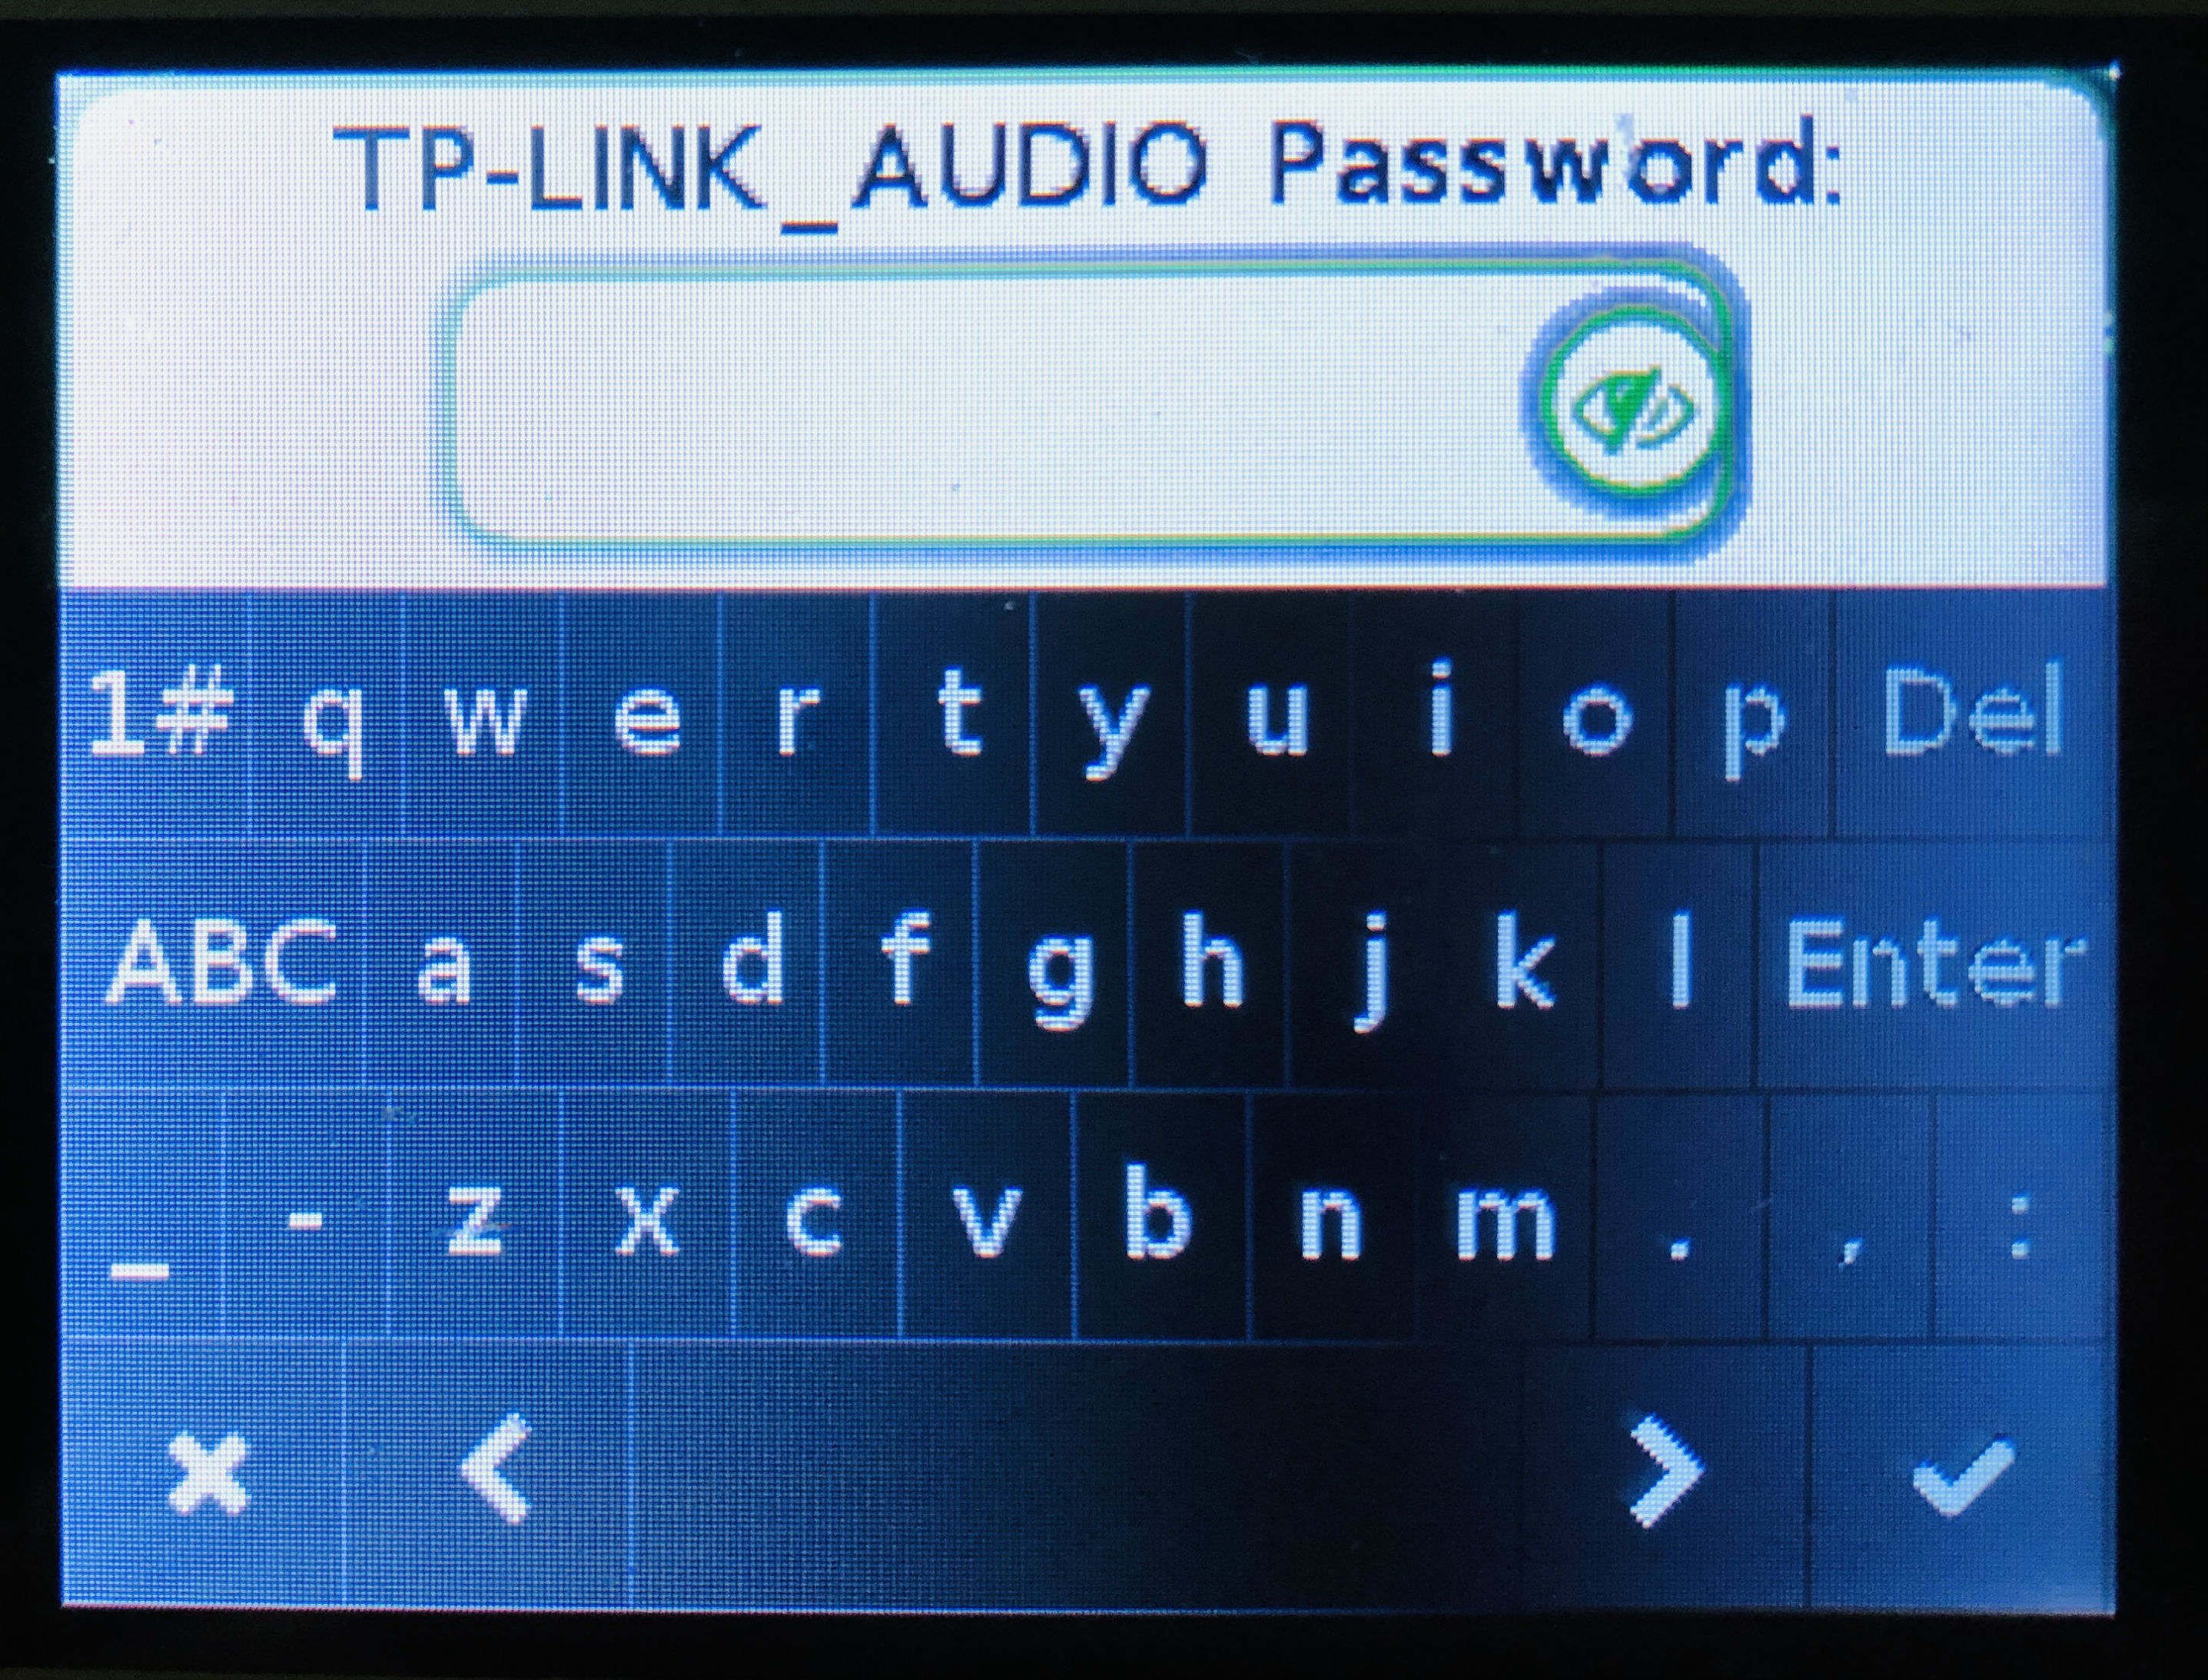 TP-LINK_AUDIO Password:
1# q w e r t y u i o p Del
ABC a s d f g h j k l Enter
_ - z x c v b n m . , :